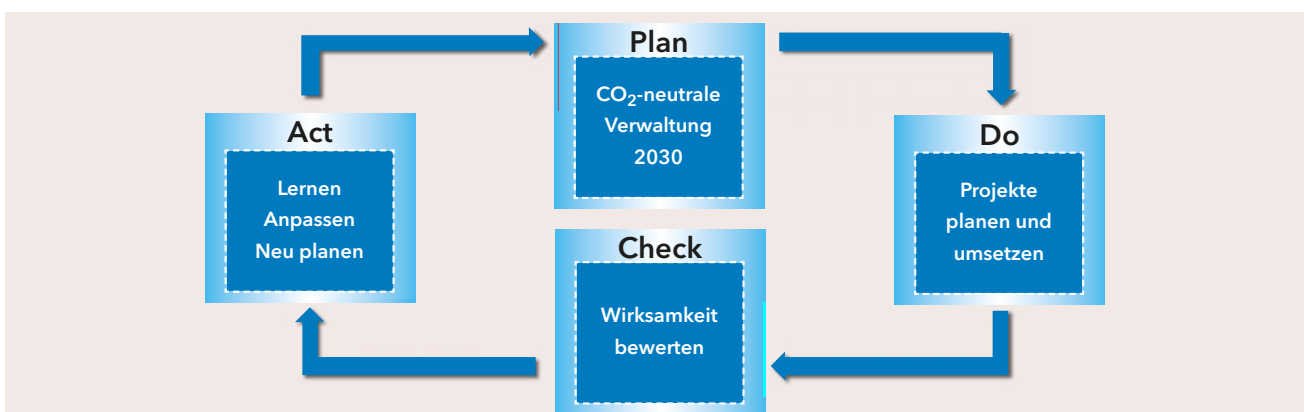 Plan
CO₂-neutrale
Verwaltung
2030
Do
Projekte
planen und
umsetzen
Check
Wirksamkeit
bewerten
Act
Lernen
Anpassen
Neu planen